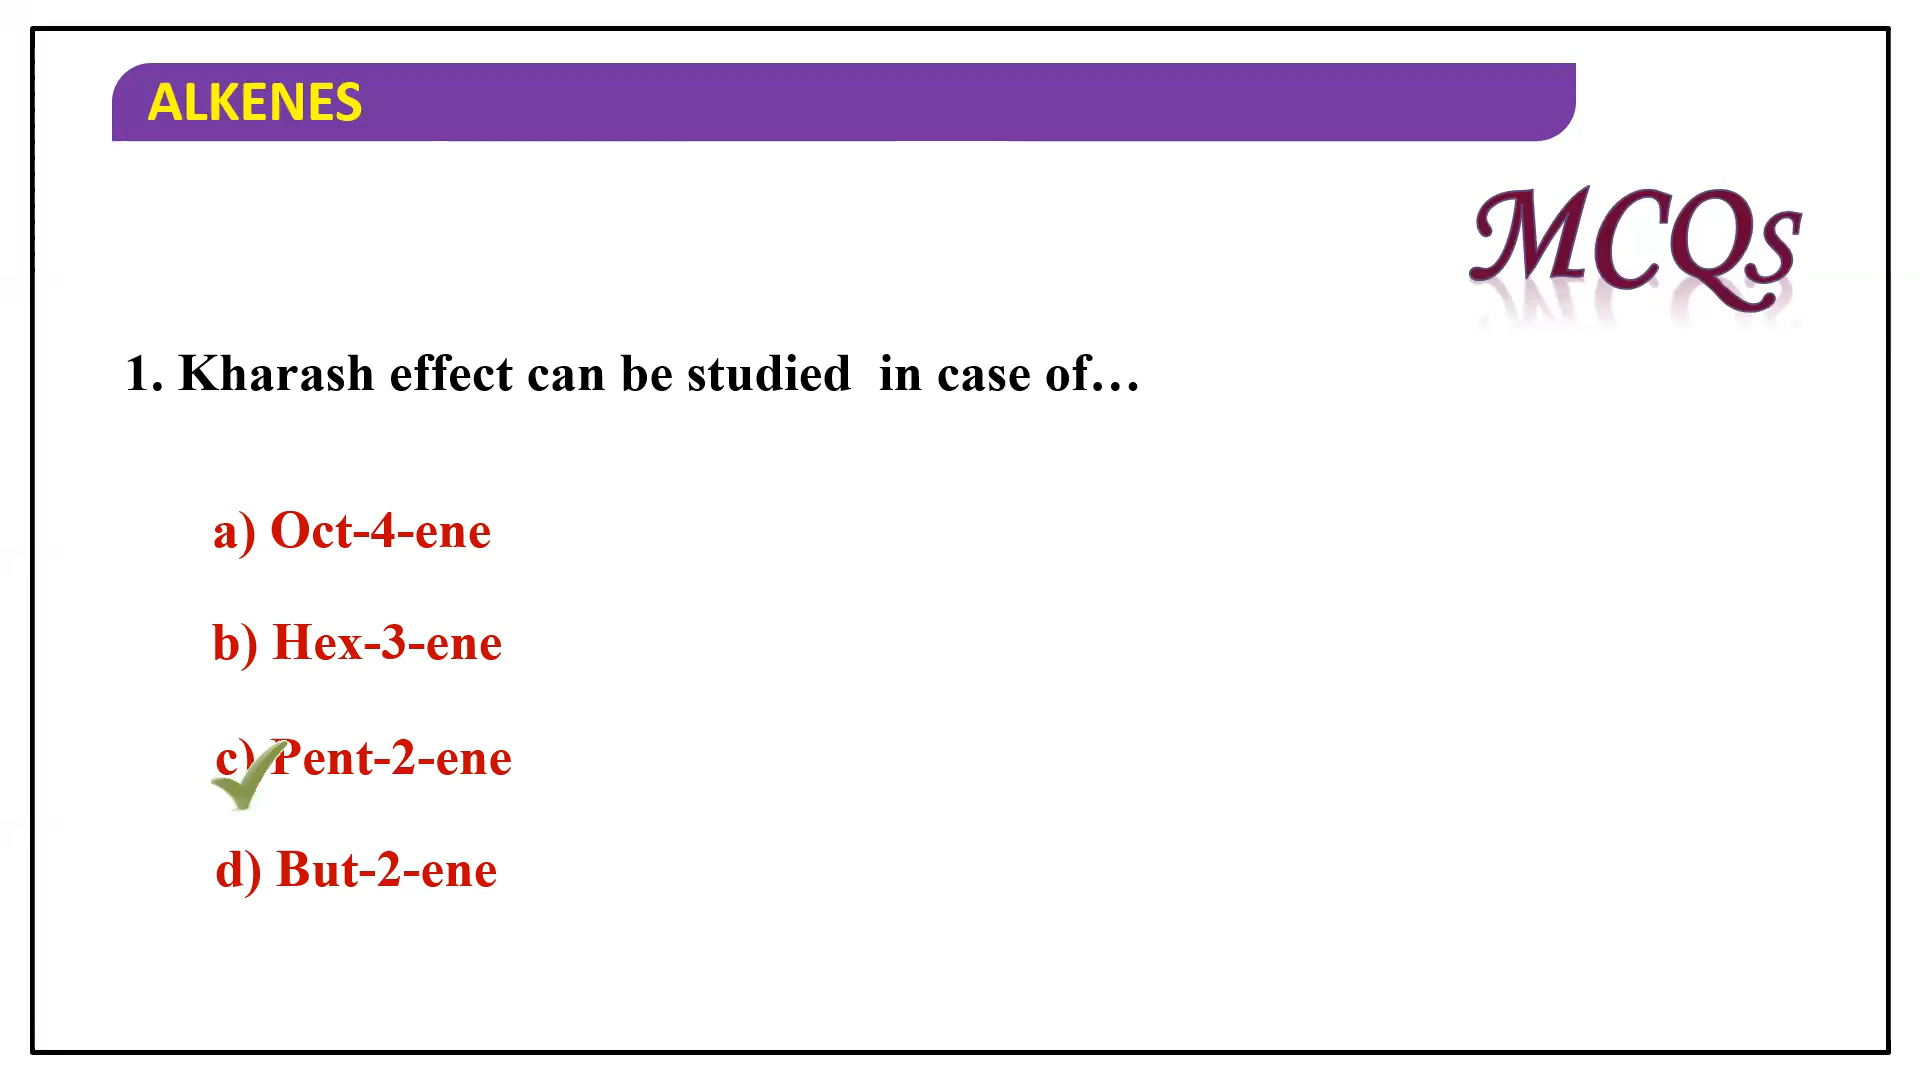 ALKENES
MCQs
1. Kharash effect can be studied  in case of…
a) Oct-4-ene
b) Hex-3-ene
c) Pent-2-ene
d) But-2-ene